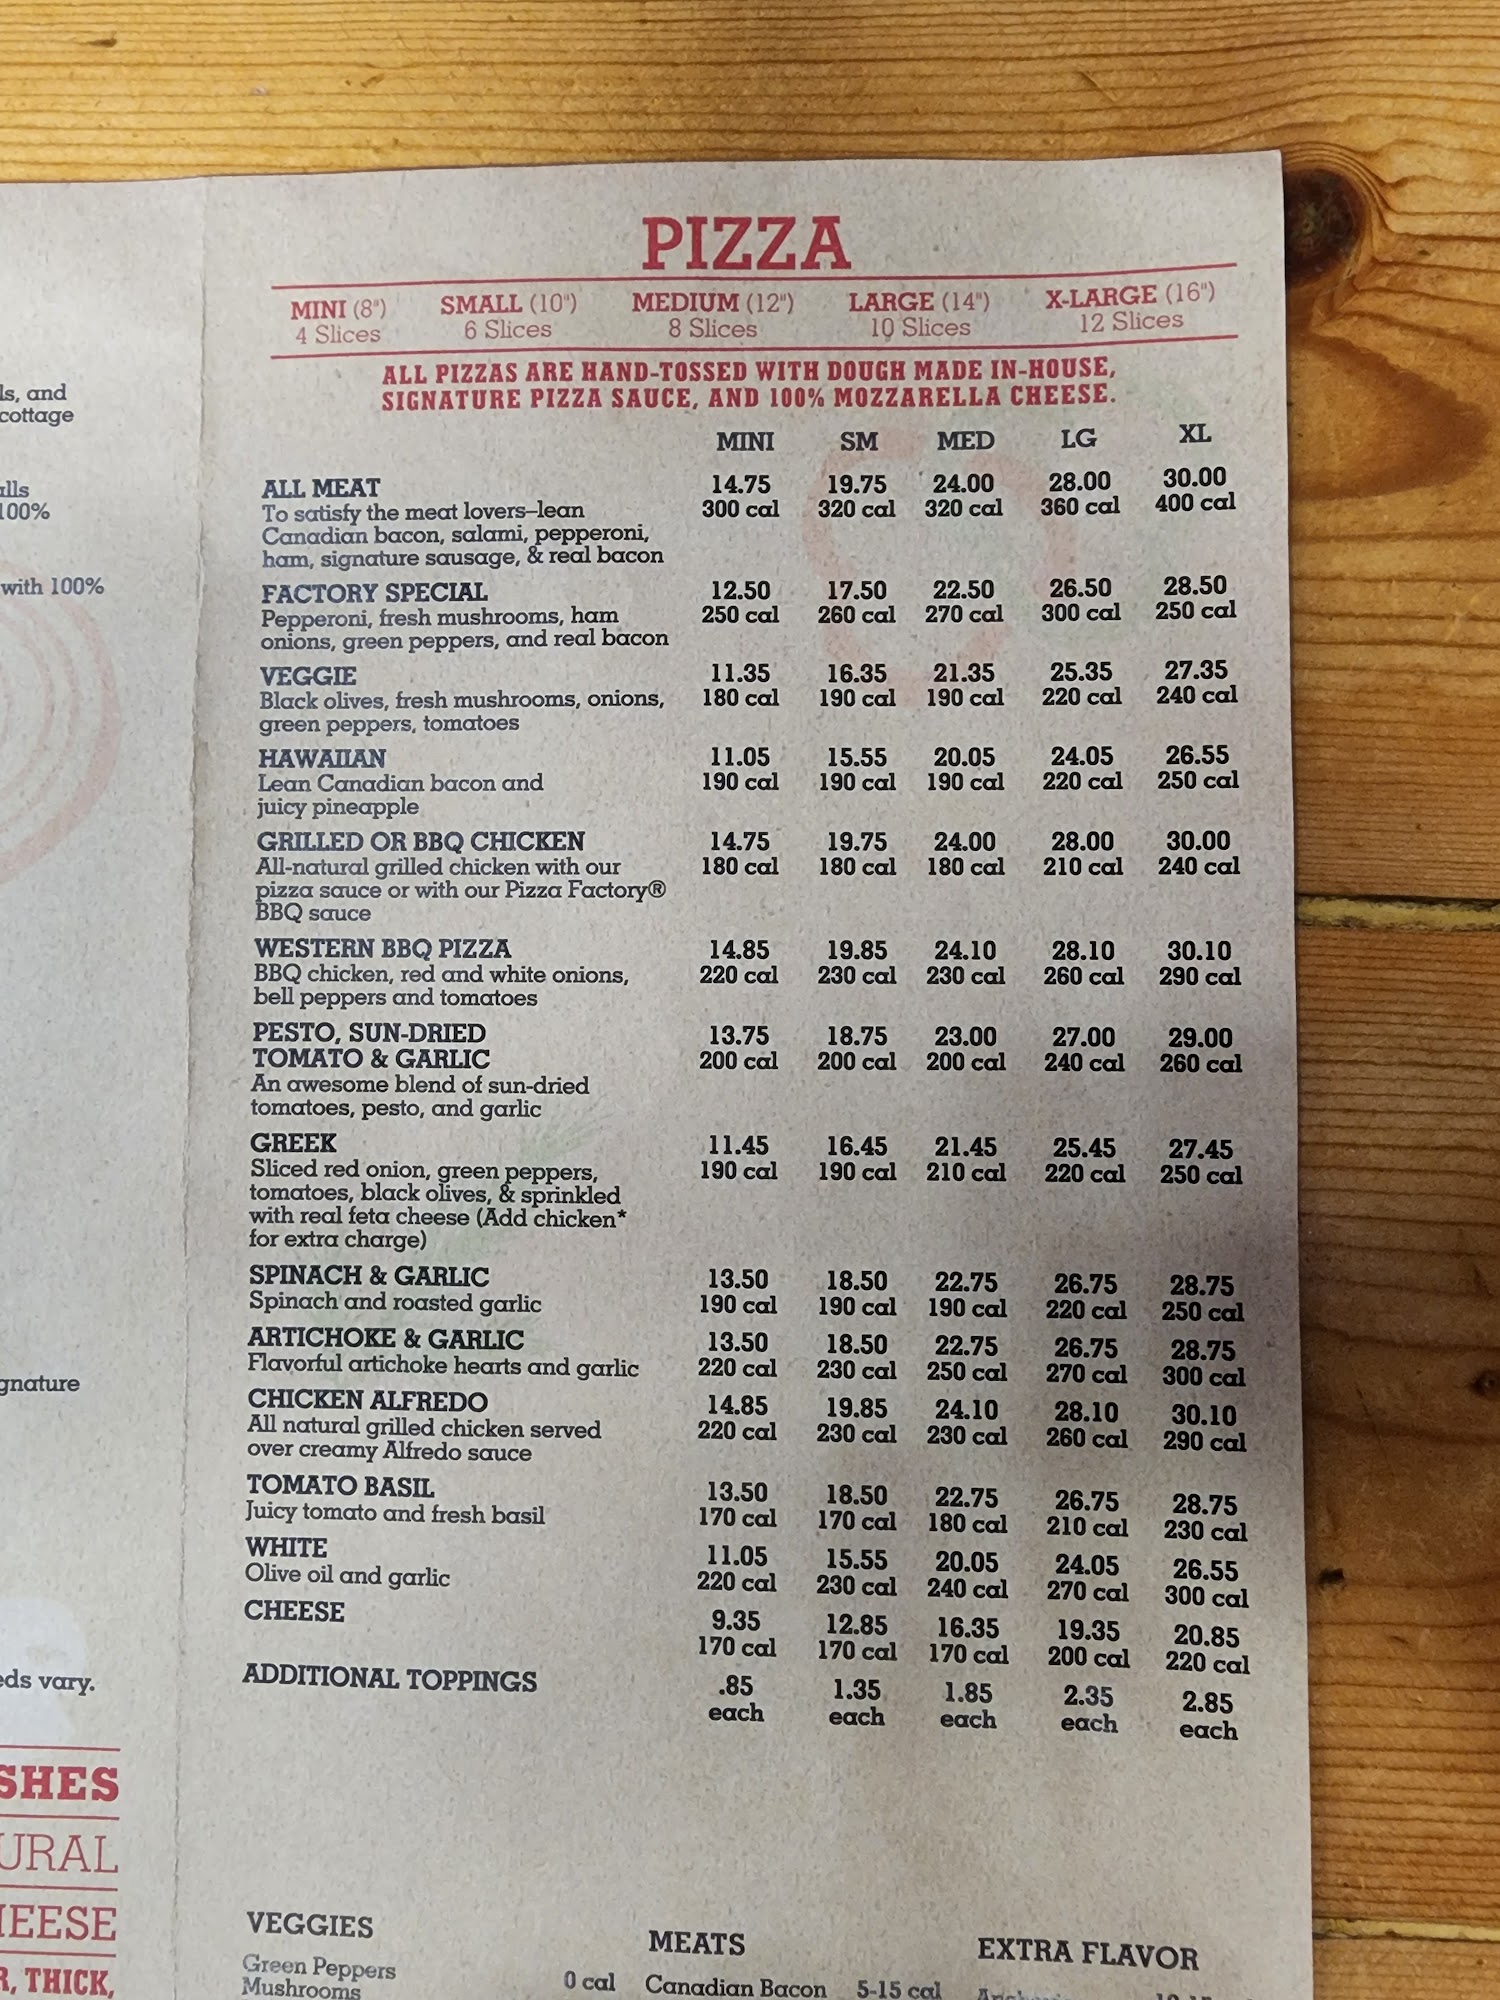 ls, and
cottage
alls
100%
with 100%
gnature
eds vary.
SHES
URAL
HEESE
R, THICK,
PIZZA
MINI (8") SMALL (10") MEDIUM (12") LARGE (14") X-LARGE (16")
4 Slices 6 Slices 8 Slices 10 Slices 12 Slices
ALL PIZZAS ARE HAND-TOSSED WITH DOUGH MADE IN-HOUSE,
SIGNATURE PIZZA SAUCE, AND 100% MOZZARELLA CHEESE.
MINI SM MED LG XL
ALL MEAT 14.75 19.75 24.00 28.00 30.00
To satisfy the meat lovers–lean 300 cal 320 cal 320 cal 360 cal 400 cal
Canadian bacon, salami, pepperoni,
ham, signature sausage, & real bacon
FACTORY SPECIAL 12.50 17.50 22.50 26.50 28.50
Pepperoni, fresh mushrooms, ham 250 cal 260 cal 270 cal 300 cal 250 cal
onions, green peppers, and real bacon
VEGGIE 11.35 16.35 21.35 25.35 27.35
Black olives, fresh mushrooms, onions, 180 cal 190 cal 190 cal 220 cal 240 cal
green peppers, tomatoes
HAWAIIAN 11.05 15.55 20.05 24.05 26.55
Lean Canadian bacon and 190 cal 190 cal 190 cal 220 cal 250 cal
juicy pineapple
GRILLED OR BBQ CHICKEN 14.75 19.75 24.00 28.00 30.00
All-natural grilled chicken with our 180 cal 180 cal 180 cal 210 cal 240 cal
pizza sauce or with our Pizza Factory®
BBQ sauce
WESTERN BBQ PIZZA 14.85 19.85 24.10 28.10 30.10
BBQ chicken, red and white onions, 220 cal 230 cal 230 cal 260 cal 290 cal
bell peppers and tomatoes
PESTO, SUN-DRIED 13.75 18.75 23.00 27.00 29.00
TOMATO & GARLIC 200 cal 200 cal 200 cal 240 cal 260 cal
An awesome blend of sun-dried
tomatoes, pesto, and garlic
GREEK 11.45 16.45 21.45 25.45 27.45
Sliced red onion, green peppers, 190 cal 190 cal 210 cal 220 cal 250 cal
tomatoes, black olives, & sprinkled
with real feta cheese (Add chicken*
for extra charge)
SPINACH & GARLIC 13.50 18.50 22.75 26.75 28.75
Spinach and roasted garlic 190 cal 190 cal 190 cal 220 cal 250 cal
ARTICHOKE & GARLIC 13.50 18.50 22.75 26.75 28.75
Flavorful artichoke hearts and garlic 220 cal 230 cal 250 cal 270 cal 300 cal
CHICKEN ALFREDO 14.85 19.85 24.10 28.10 30.10
All natural grilled chicken served 220 cal 230 cal 230 cal 260 cal 290 cal
over creamy Alfredo sauce
TOMATO BASIL 13.50 18.50 22.75 26.75 28.75
Juicy tomato and fresh basil 170 cal 170 cal 180 cal 210 cal 230 cal
WHITE 11.05 15.55 20.05 24.05 26.55
Olive oil and garlic 220 cal 230 cal 240 cal 270 cal 300 cal
CHEESE 9.35 12.85 16.35 19.35 20.85
170 cal 170 cal 170 cal 200 cal 220 cal
ADDITIONAL TOPPINGS .85 1.35 1.85 2.35 2.85
each each each each each
VEGGIES MEATS EXTRA FLAVOR
Green Peppers
Mushrooms 0 cal Canadian Bacon 5-15 cal